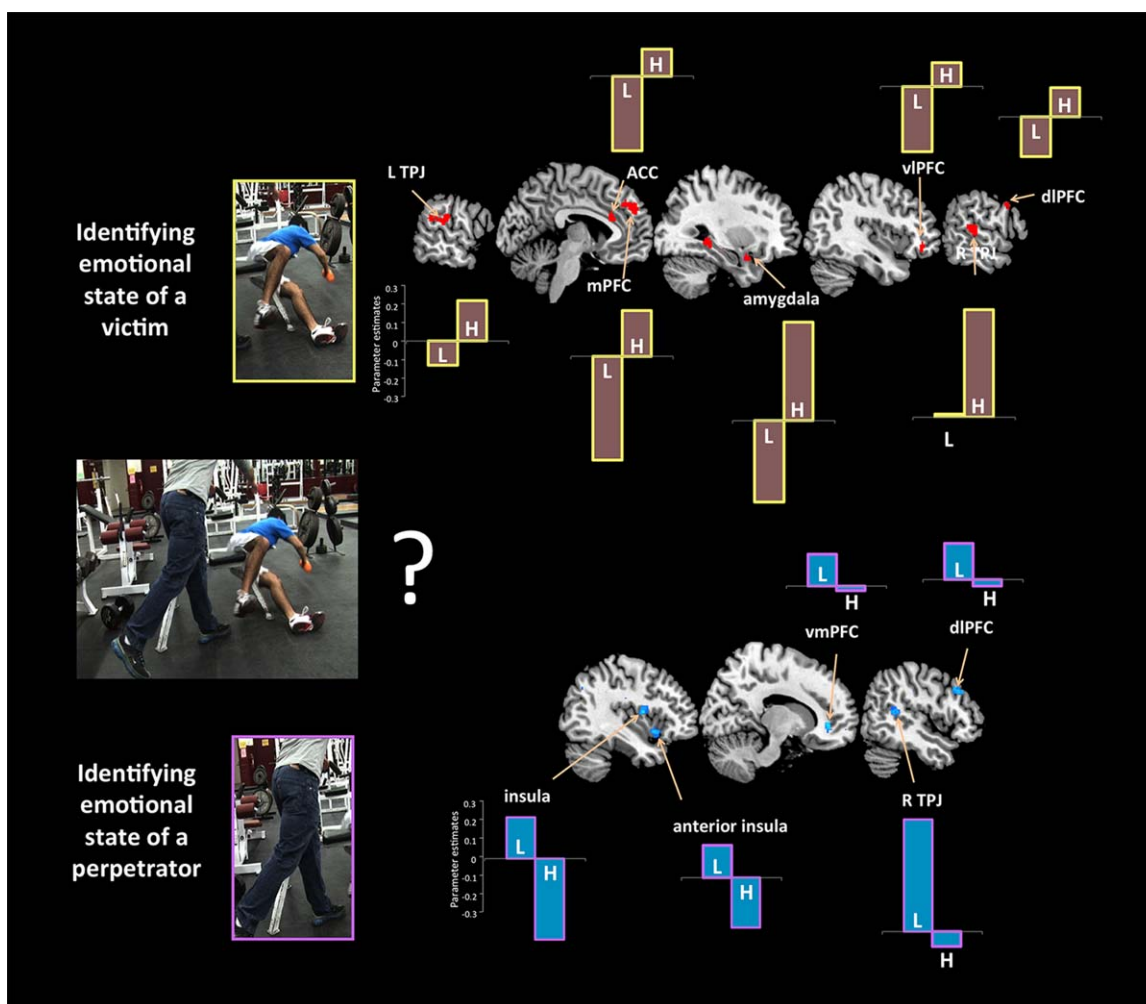 H
L
H
L
H
L
L TPJ
ACC
vlPFC
dlPFC
Identifying
emotional
state of a
victim
R TPJ
mPFC
amygdala
Parameter estimates
0.3
0.2
0.1
0
-0.1
-0.2
-0.3
L
H
L
H
L
H
L
H
?
L
H
L
H
vmPFC
dlPFC
Identifying
emotional
state of a
perpetrator
insula
anterior insula
R TPJ
Parameter estimates
0.3
0.2
0.1
0
-0.1
-0.2
-0.3
L
H
L
H
L
H